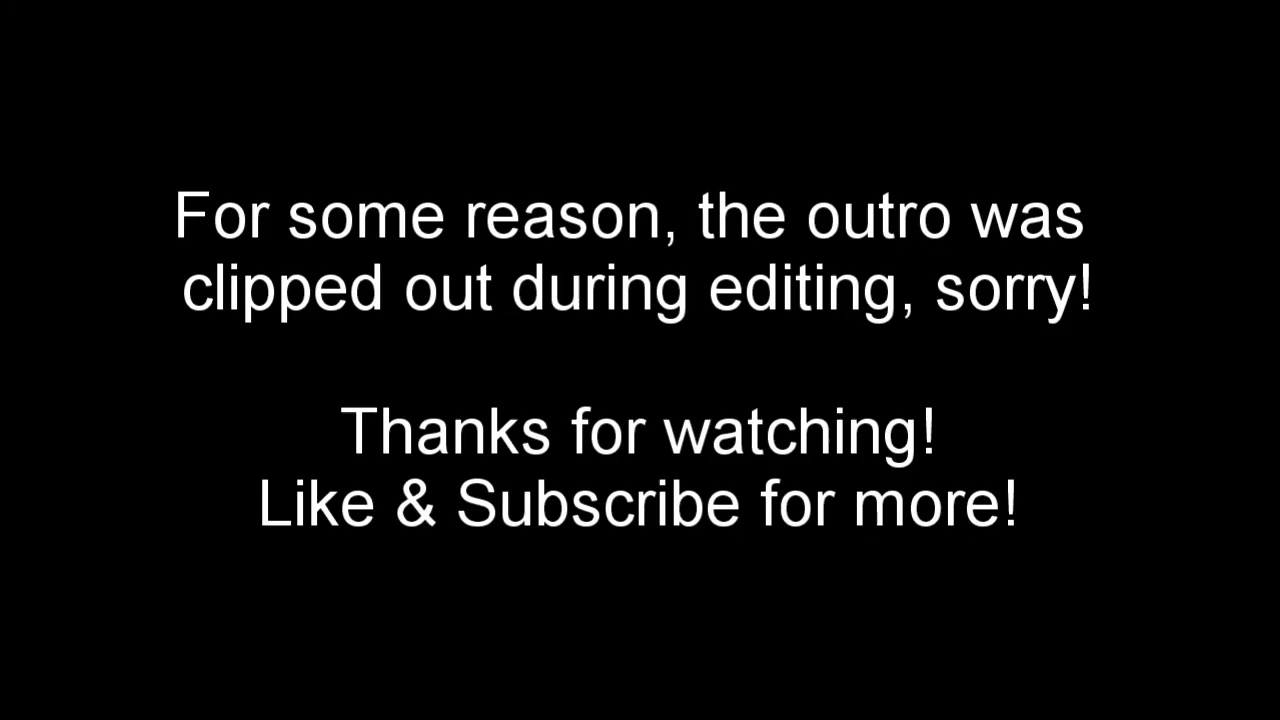 For some reason, the outro was
clipped out during editing, sorry!
Thanks for watching!
Like & Subscribe for more!